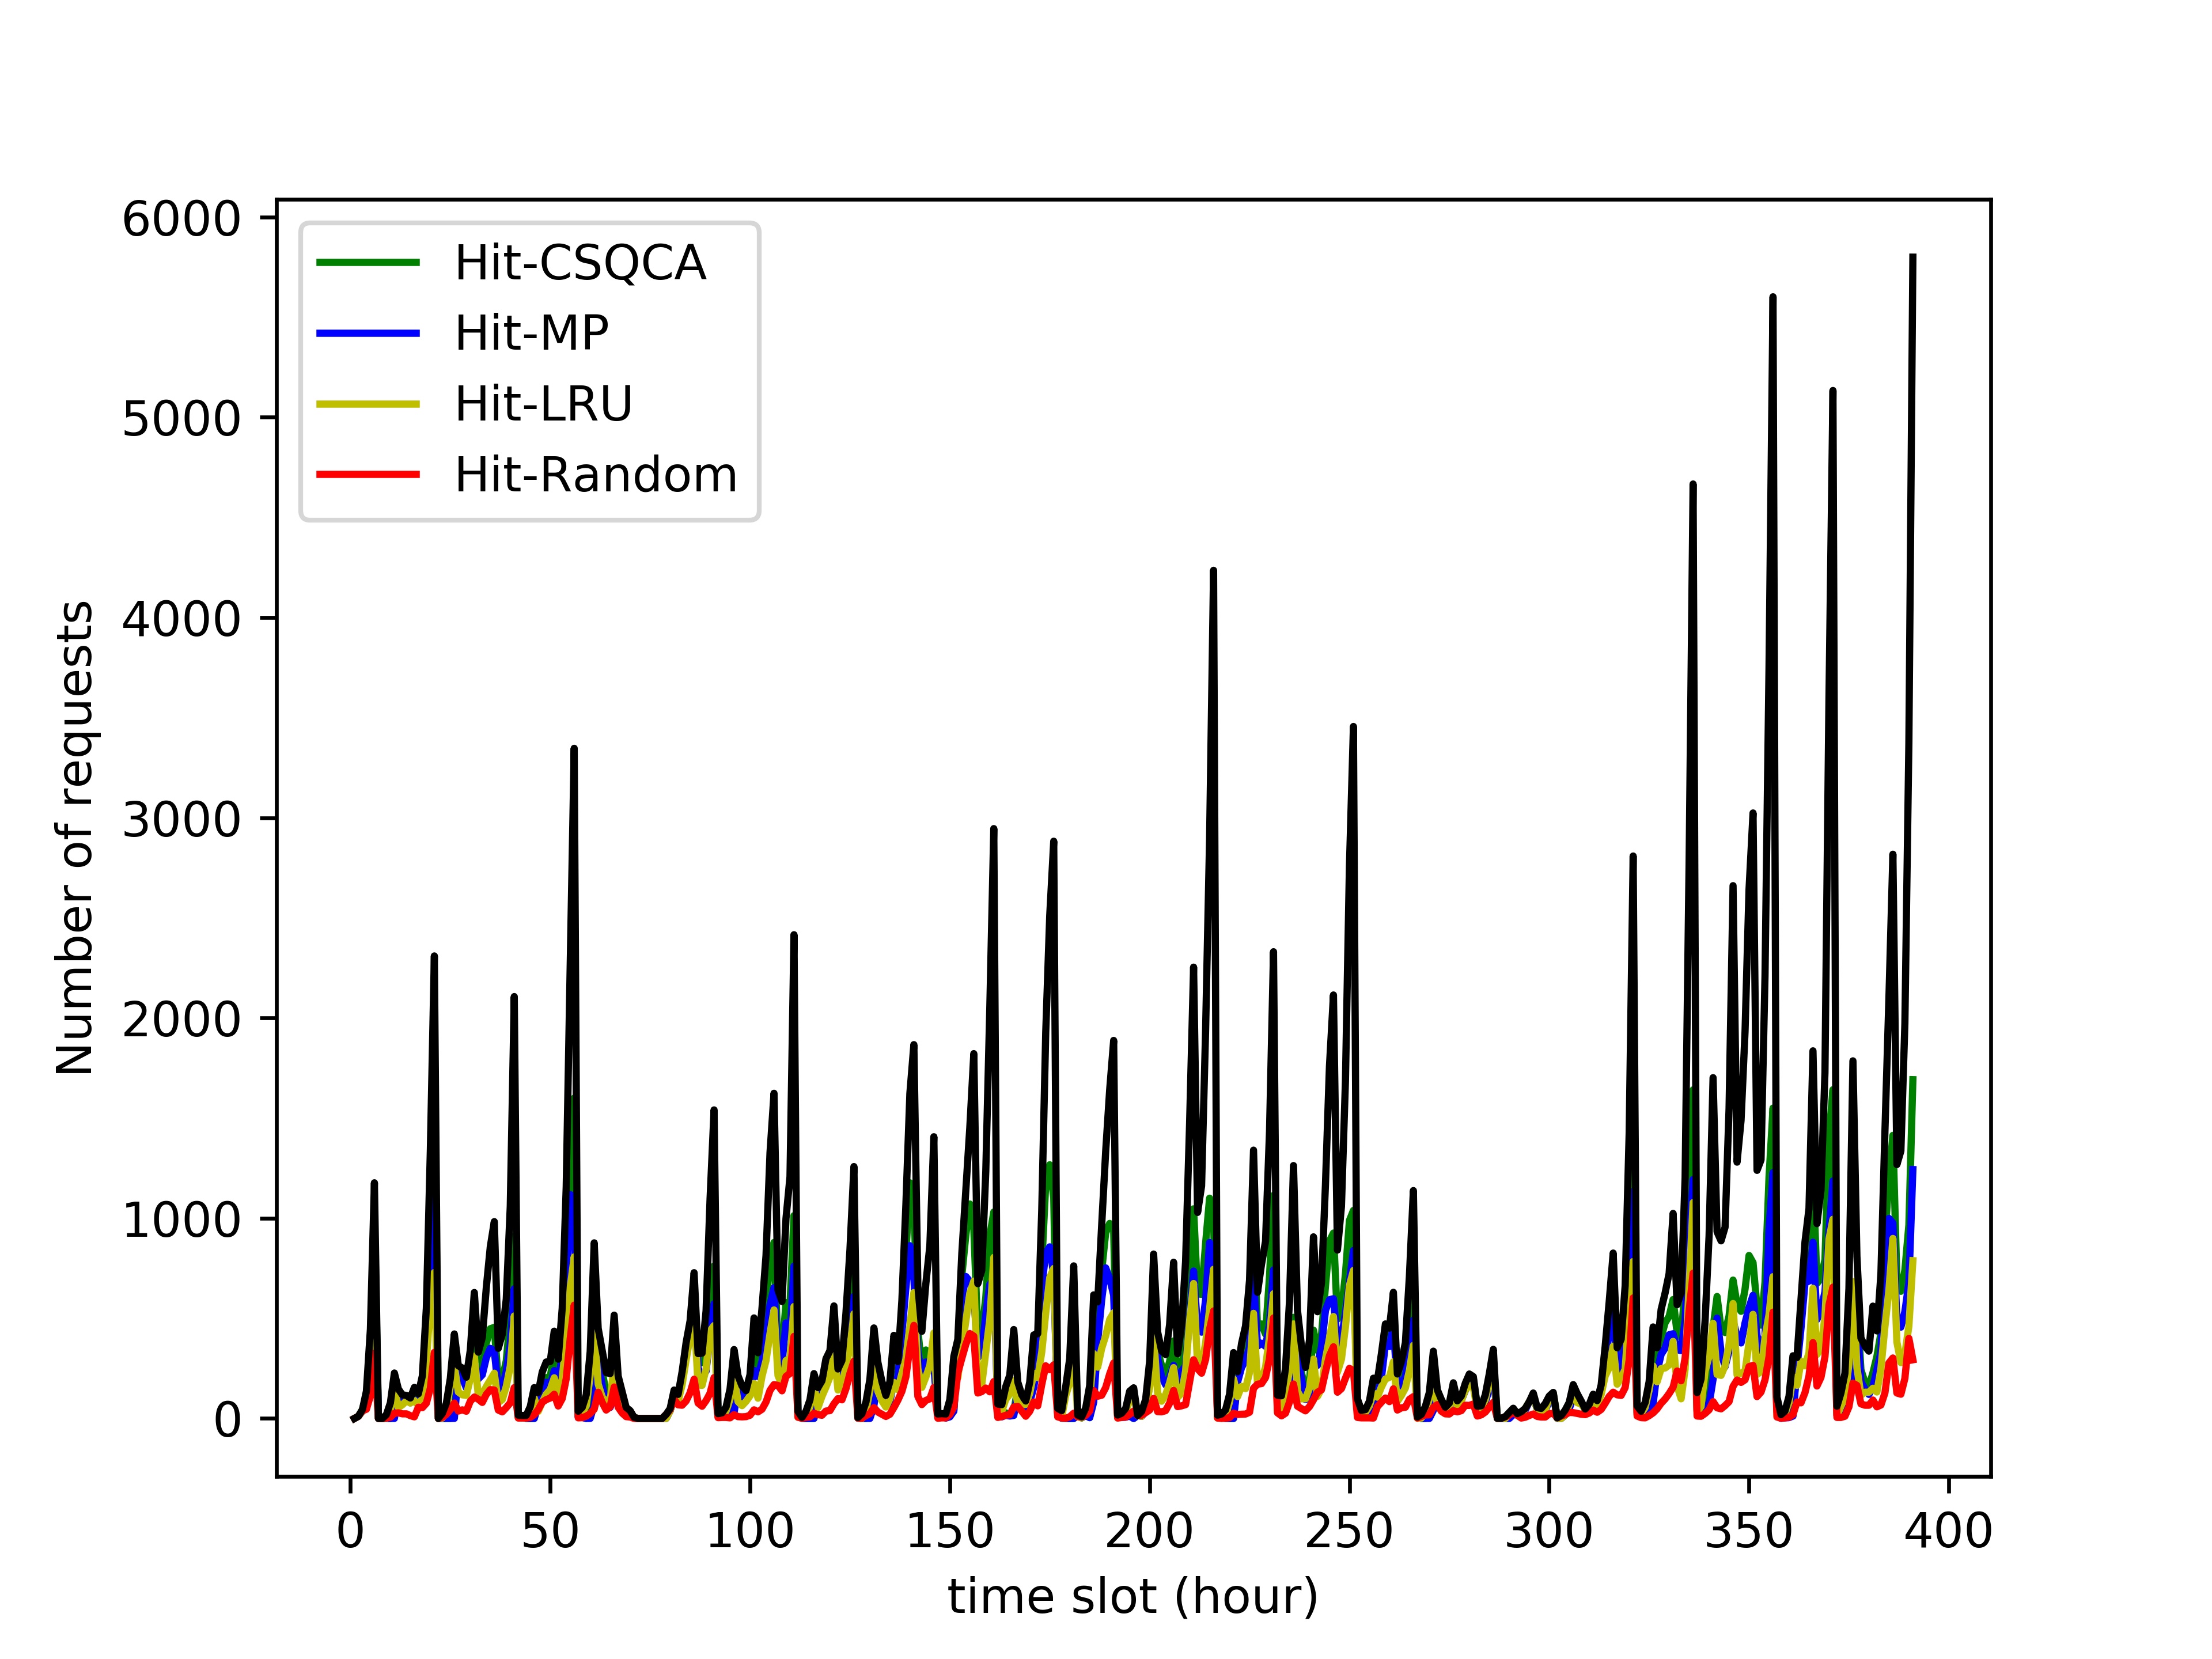 6000
5000
4000
3000
2000
1000
0
Number of requests
Hit-CSQCA
Hit-MP
Hit-LRU
Hit-Random
0 50 100 150 200 250 300 350 400
time slot (hour)